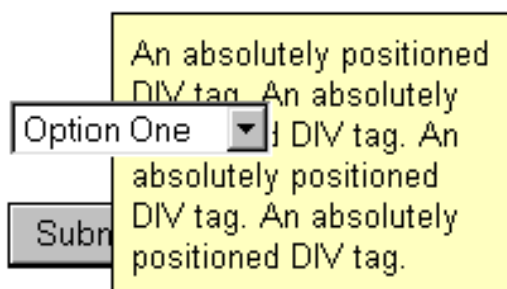 An absolutely positioned
DIV tag. An absolutely
Option One
DIV tag. An
absolutely positioned
DIV tag. An absolutely
positioned DIV tag.